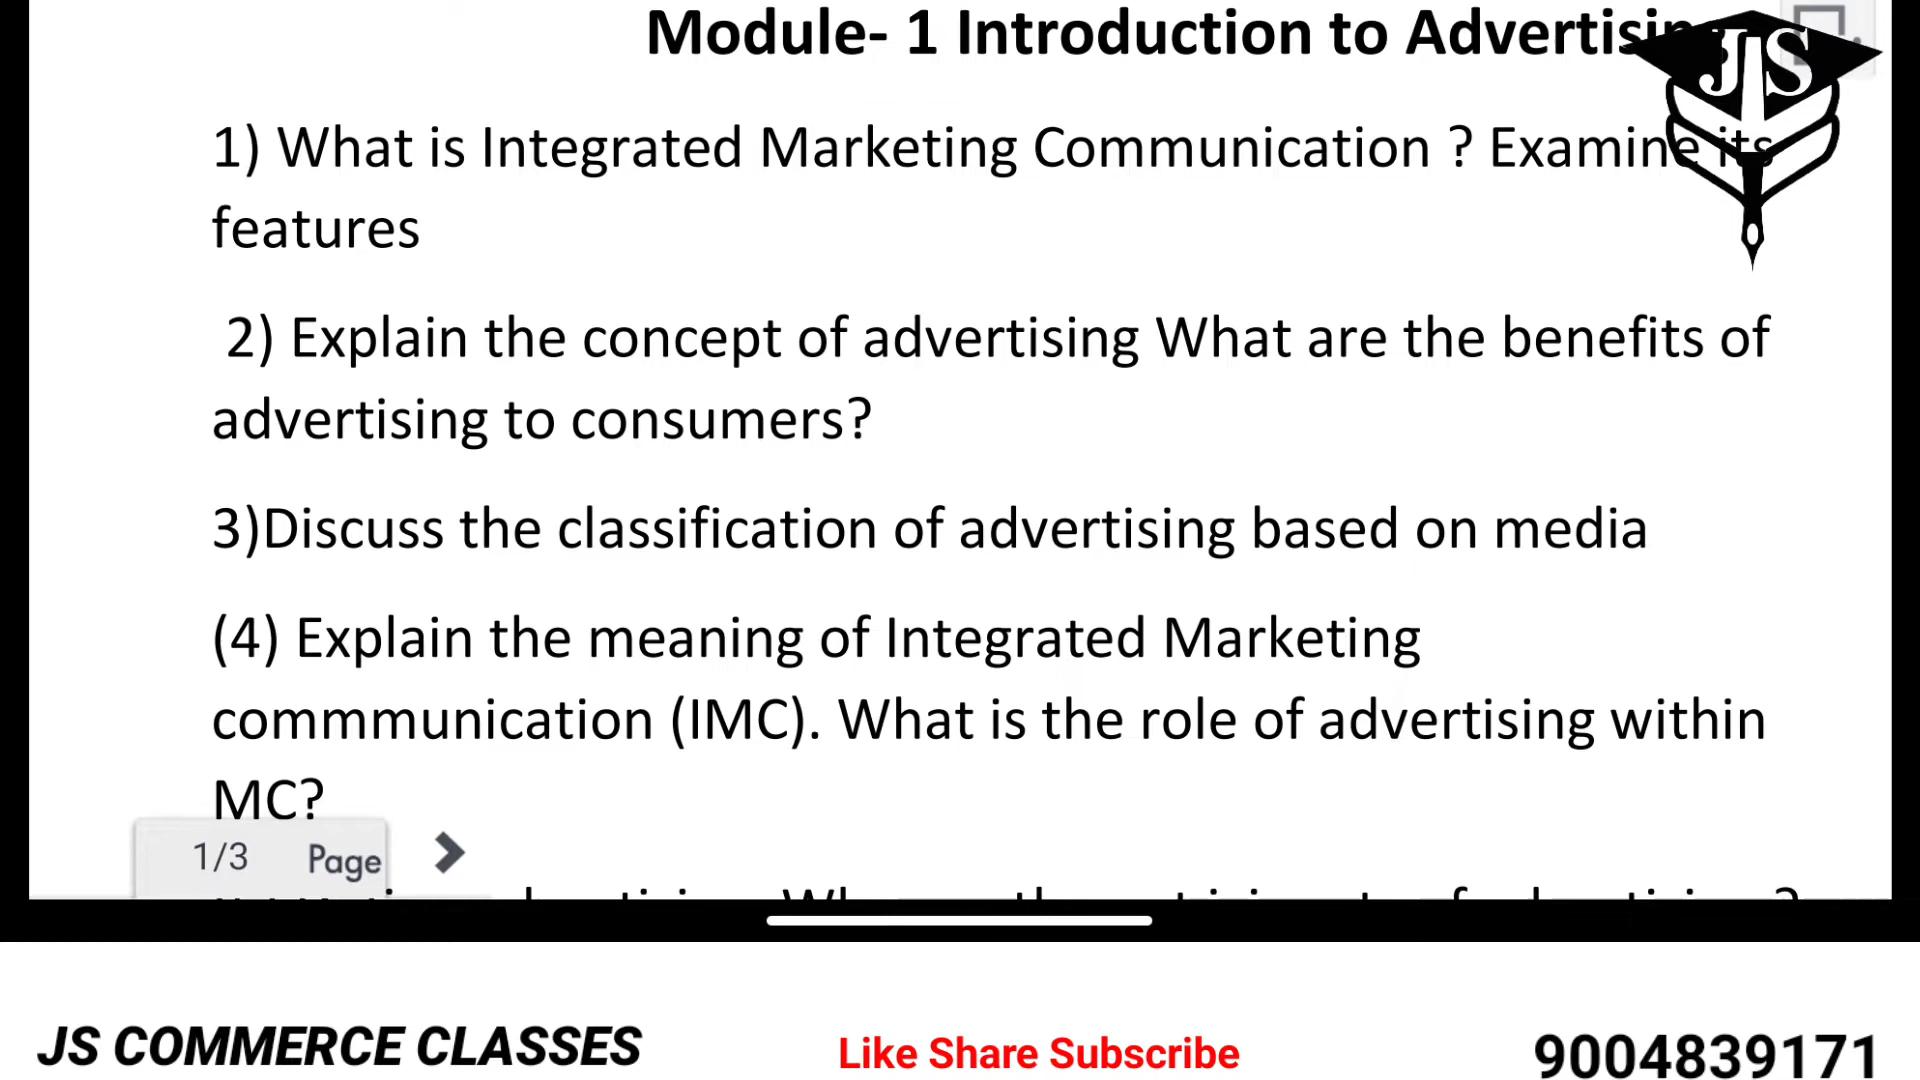 Module- 1 Introduction to Advertising
JS
1) What is Integrated Marketing Communication ? Examine its
features
2) Explain the concept of advertising What are the benefits of
advertising to consumers?
3)Discuss the classification of advertising based on media
(4) Explain the meaning of Integrated Marketing
commmunication (IMC). What is the role of advertising within
MC?
1/3 Page
JS COMMERCE CLASSES
Like Share Subscribe
9004839171